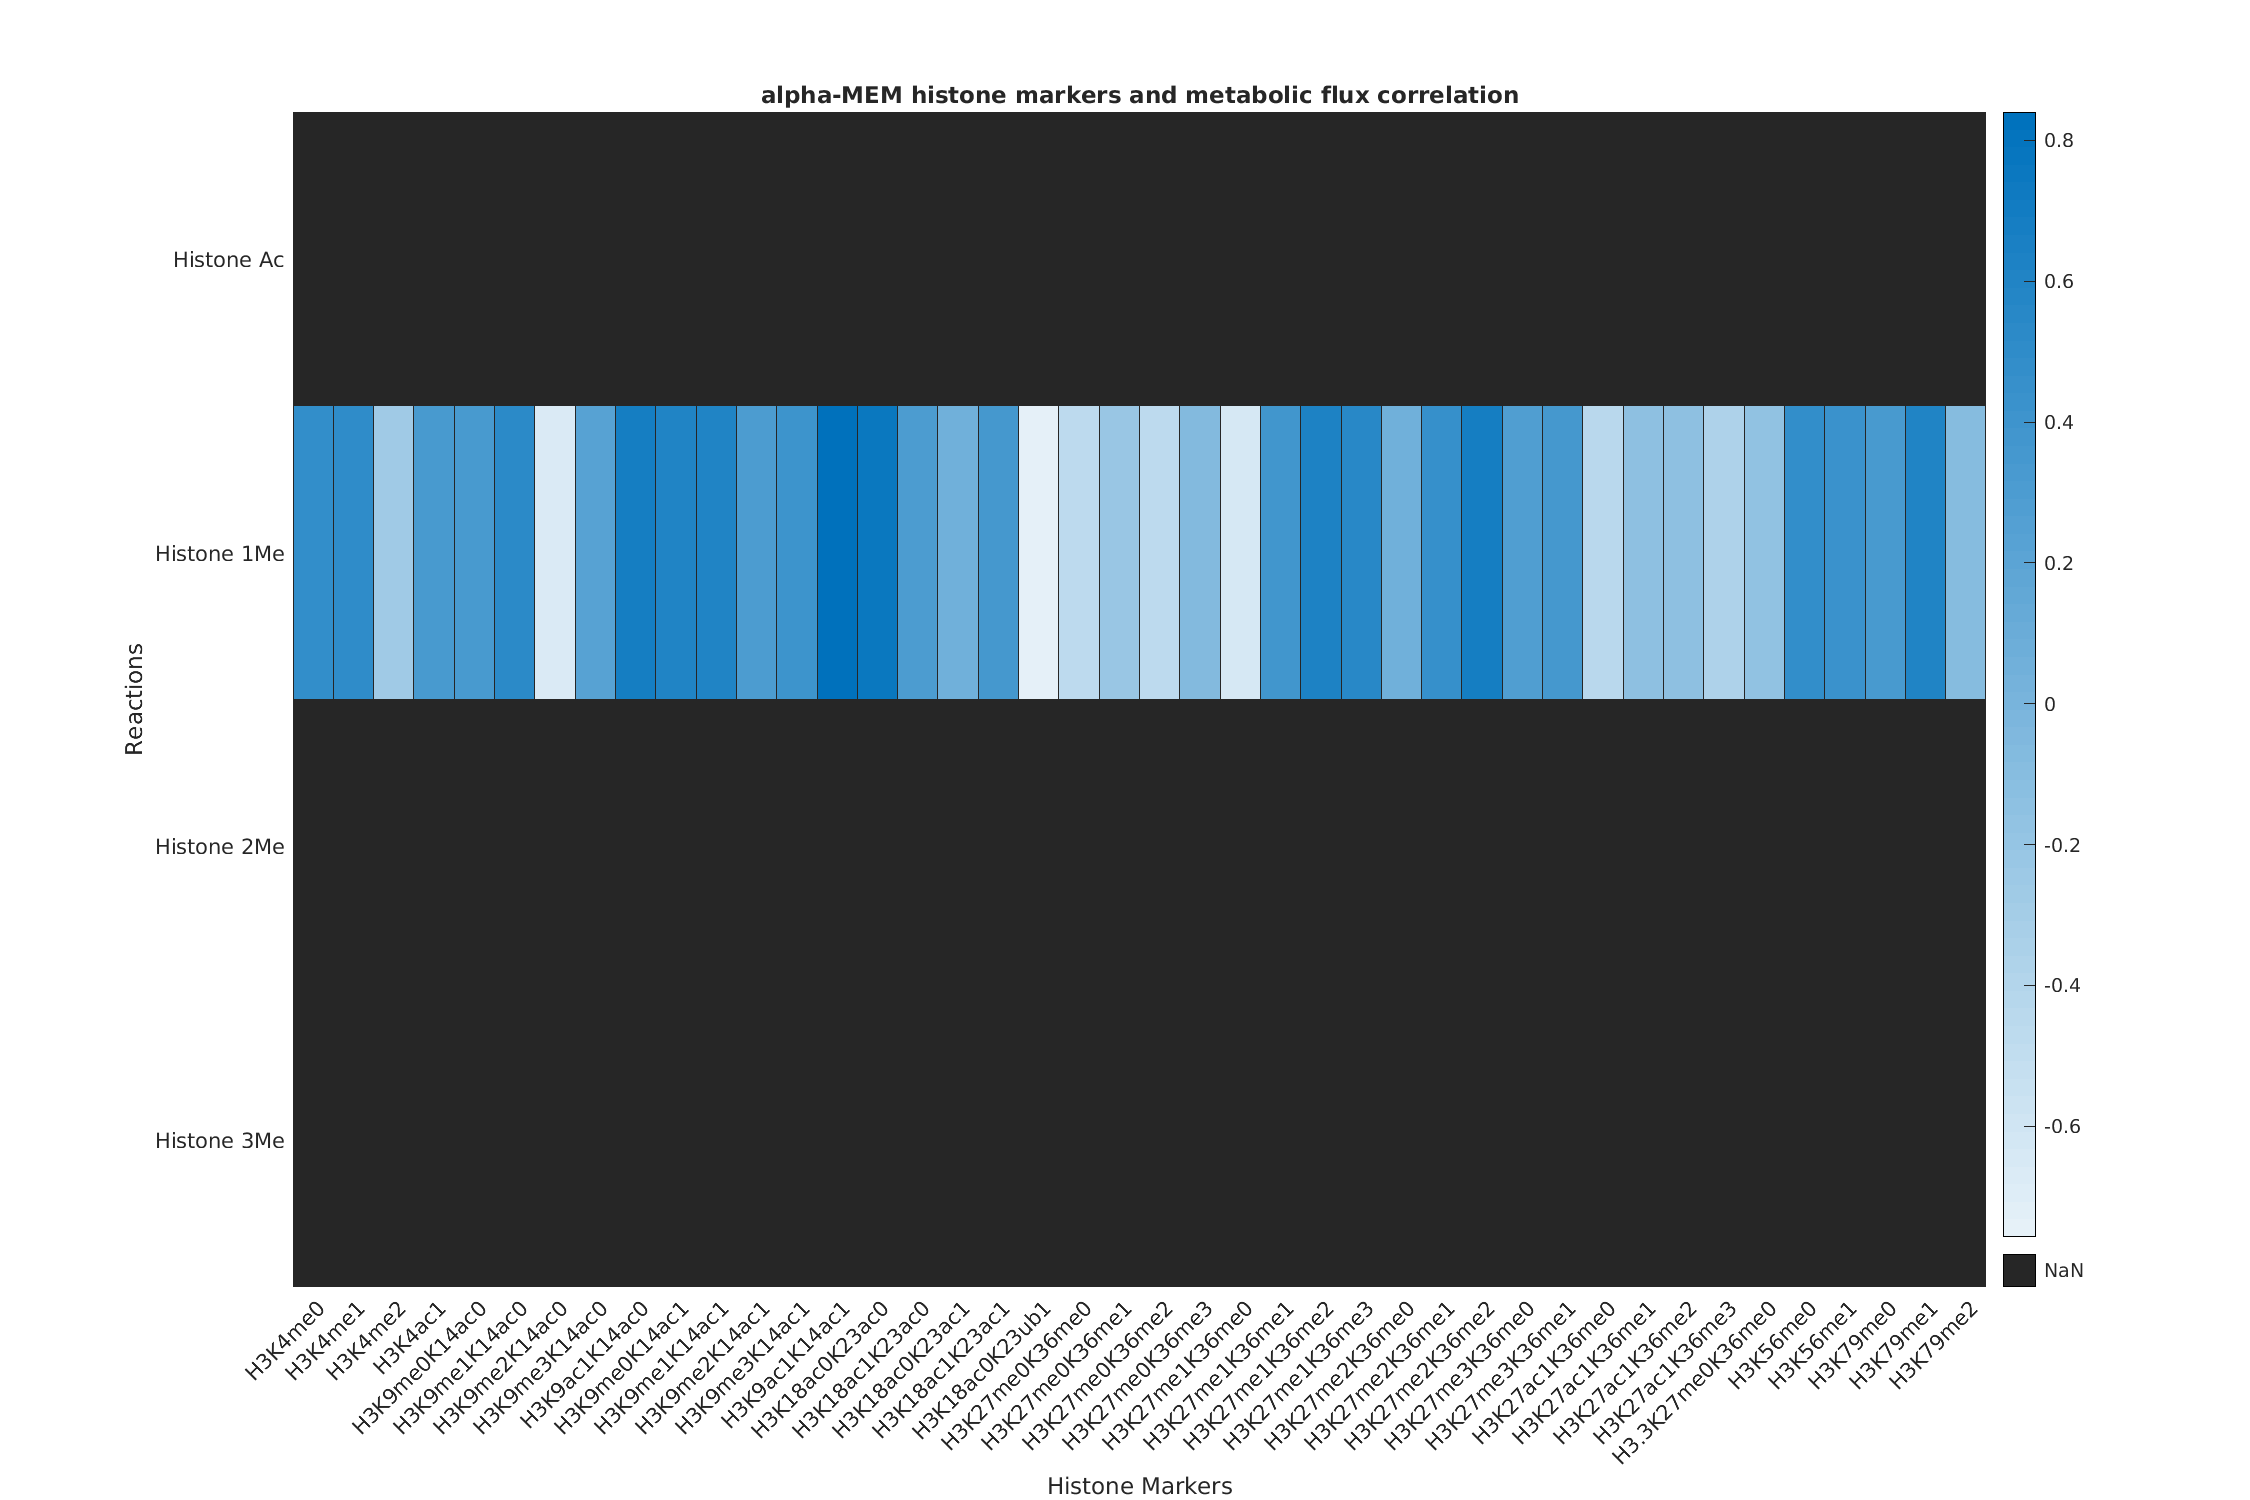 alpha-MEM histone markers and metabolic flux correlation
Reactions
Histone Ac
Histone 1Me
Histone 2Me
Histone 3Me
0.8
0.6
0.4
0.2
0
-0.2
-0.4
-0.6
NaN
H3K4me0
H3K4me1
H3K4me2
H3K4ac1
H3K9me0K14ac0
H3K9me1K14ac0
H3K9me2K14ac0
H3K9me3K14ac0
H3K9ac1K14ac0
H3K9me0K14ac1
H3K9me1K14ac1
H3K9me2K14ac1
H3K9me3K14ac1
H3K9ac1K14ac1
H3K18ac0K23ac0
H3K18ac1K23ac0
H3K18ac0K23ac1
H3K18ac1K23ac1
H3K18ac0K23ub1
H3K27me0K36me0
H3K27me0K36me1
H3K27me0K36me2
H3K27me0K36me3
H3K27me1K36me0
H3K27me1K36me1
H3K27me1K36me2
H3K27me1K36me3
H3K27me2K36me0
H3K27me2K36me1
H3K27me2K36me2
H3K27me3K36me0
H3K27me3K36me1
H3K27ac1K36me0
H3K27ac1K36me1
H3K27ac1K36me2
H3K27ac1K36me3
H3.3K27me0K36me0
H3K56me0
H3K56me1
H3K79me0
H3K79me1
H3K79me2
Histone Markers